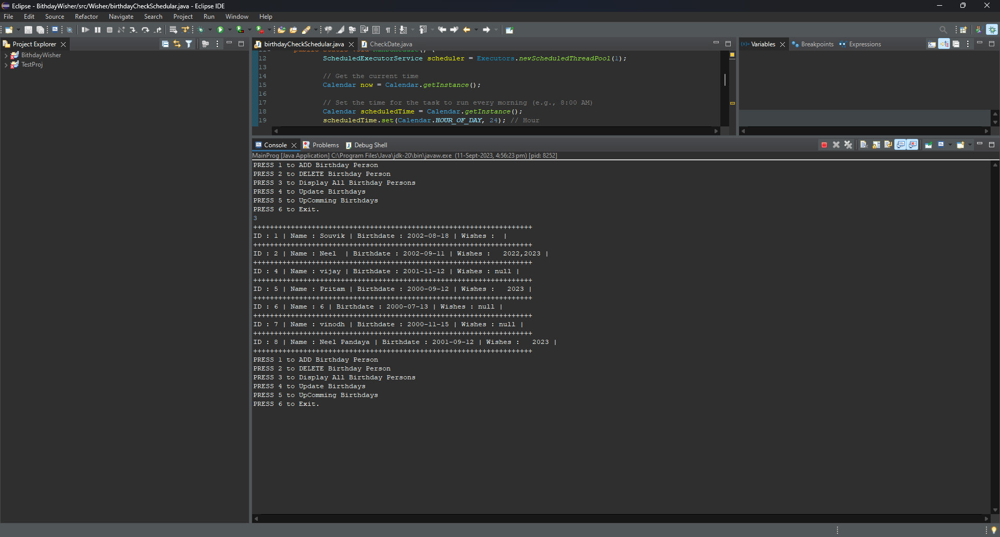 Eclipse - BithdayWisher/src/Wisher/birthdayCheckSchedular.java - Eclipse IDE
File Edit Source Refactor Navigate Search Project Run Window Help
Project Explorer
BithdayWisher
TestProj
birthdayCheckSchedular.java CheckDate.java
12 ScheduledExecutorService scheduler = Executors.newScheduledThreadPool(1);
13
14 // Get the current time
15 Calendar now = Calendar.getInstance();
16
17 // Set the time for the task to run every morning (e.g., 8:00 AM)
18 Calendar scheduledTime = Calendar.getInstance();
19 scheduledTime.set(Calendar.HOUR_OF_DAY, 24); // Hour
(x)= Variables Breakpoints Expressions
Console Problems Debug Shell
MainProg [Java Application] C:\Program Files\Java\jdk-20\bin\javaw.exe (11-Sept-2023, 4:56:23 pm) [pid: 8252]
PRESS 1 to ADD Birthday Person
PRESS 2 to DELETE Birthday Person
PRESS 3 to Display All Birthday Persons
PRESS 4 to Update Birthdays
PRESS 5 to UpComming Birthdays
PRESS 6 to Exit.
3
+++++++++++++++++++++++++++++++++++++++++++++++++++++++++++++++++++
ID : 1 | Name : Souvik | Birthdate : 2002-08-18 | Wishes :  |
+++++++++++++++++++++++++++++++++++++++++++++++++++++++++++++++++++
ID : 2 | Name : Neel  | Birthdate : 2002-09-11 | Wishes :   2022,2023 |
+++++++++++++++++++++++++++++++++++++++++++++++++++++++++++++++++++
ID : 4 | Name : vijay | Birthdate : 2001-11-12 | Wishes : null |
+++++++++++++++++++++++++++++++++++++++++++++++++++++++++++++++++++
ID : 5 | Name : Pritam | Birthdate : 2000-09-12 | Wishes :   2023 |
+++++++++++++++++++++++++++++++++++++++++++++++++++++++++++++++++++
ID : 6 | Name : 6 | Birthdate : 2000-07-13 | Wishes : null |
+++++++++++++++++++++++++++++++++++++++++++++++++++++++++++++++++++
ID : 7 | Name : vinodh | Birthdate : 2000-11-15 | Wishes : null |
+++++++++++++++++++++++++++++++++++++++++++++++++++++++++++++++++++
ID : 8 | Name : Neel Pandaya | Birthdate : 2001-09-12 | Wishes :   2023 |
+++++++++++++++++++++++++++++++++++++++++++++++++++++++++++++++++++
PRESS 1 to ADD Birthday Person
PRESS 2 to DELETE Birthday Person
PRESS 3 to Display All Birthday Persons
PRESS 4 to Update Birthdays
PRESS 5 to UpComming Birthdays
PRESS 6 to Exit.